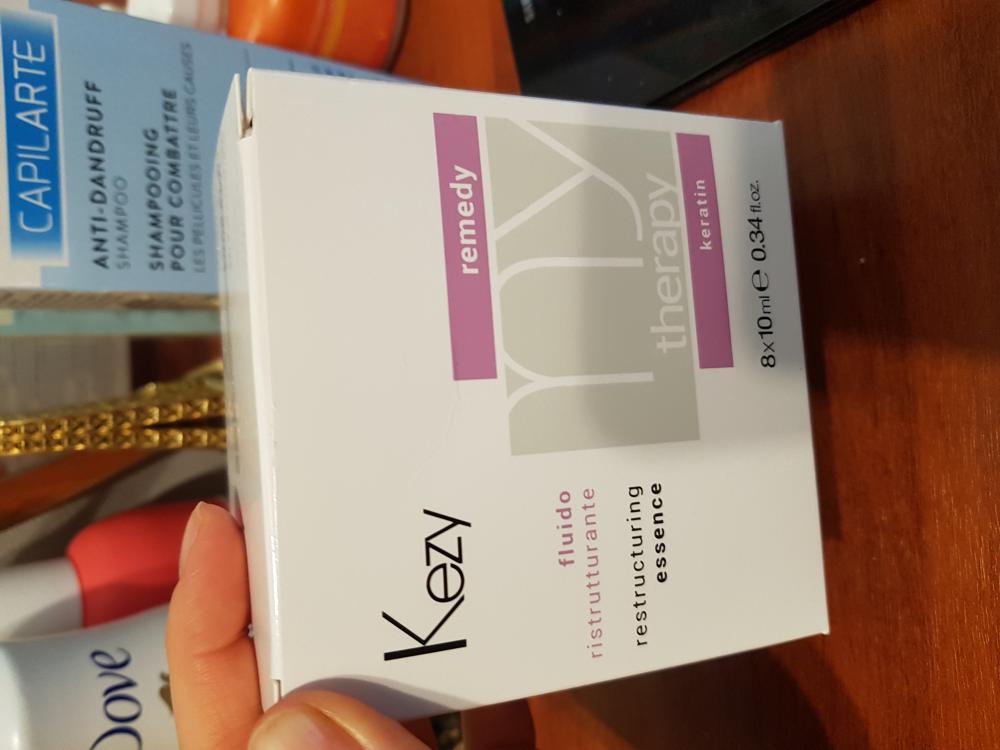 Kezy
fluido
ristrutturante
restructuring
essence
remedy
my
therapy
keratin
8x10ml e 0.34 fl.oz.
CAPILARTE
ANTI-DANDRUFF
SHAMPOO
SHAMPOOING
POUR COMBATTRE
LES PELLICULES ET LEURS CAUSES
Dove